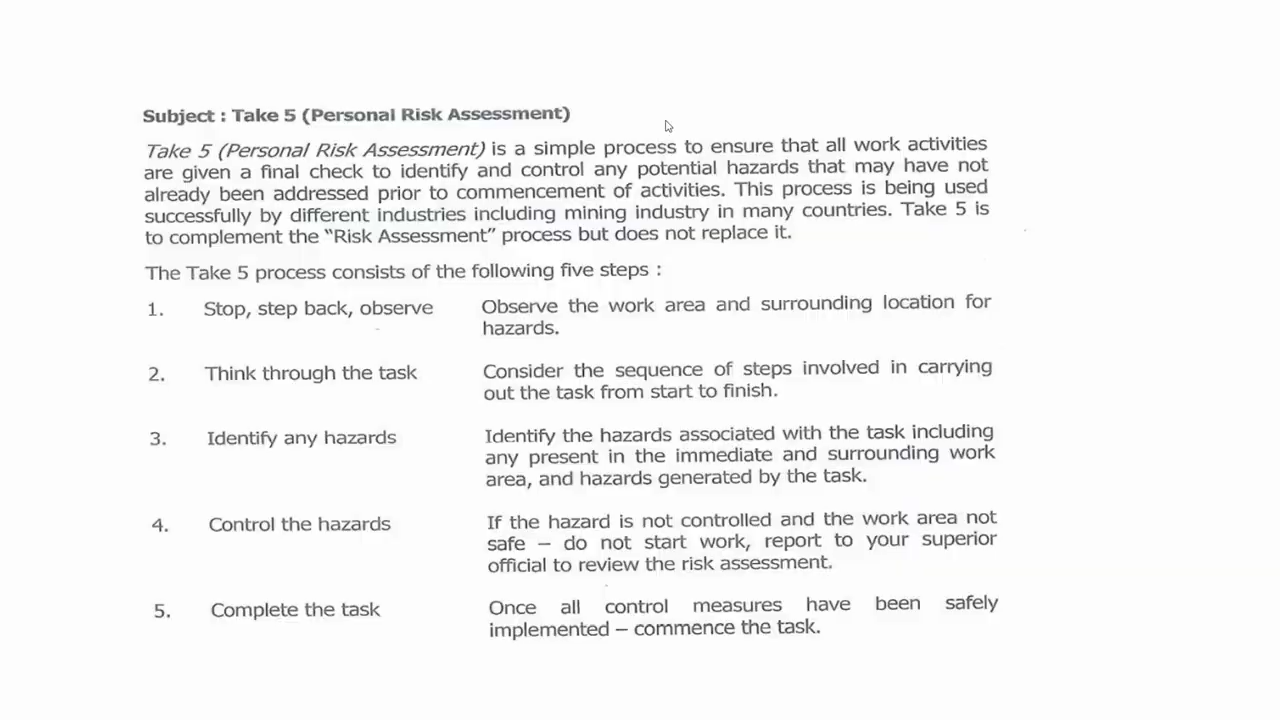 Subject : Take 5 (Personal Risk Assessment)
Take 5 (Personal Risk Assessment) is a simple process to ensure that all work activities
are given a final check to identify and control any potential hazards that may have not
already been addressed prior to commencement of activities. This process is being used
successfully by different industries including mining industry in many countries. Take 5 is
to complement the “Risk Assessment” process but does not replace it.
The Take 5 process consists of the following five steps :
1. Stop, step back, observe Observe the work area and surrounding location for
hazards.
2. Think through the task Consider the sequence of steps involved in carrying
out the task from start to finish.
3. Identify any hazards Identify the hazards associated with the task including
any present in the immediate and surrounding work
area, and hazards generated by the task.
4. Control the hazards If the hazard is not controlled and the work area not
safe – do not start work, report to your superior
official to review the risk assessment.
5. Complete the task Once all control measures have been safely
implemented – commence the task.